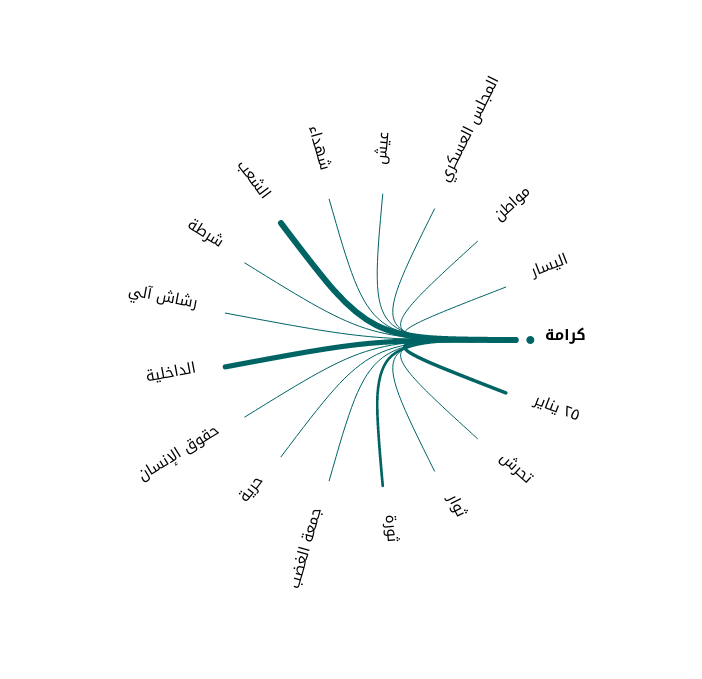 كرامة
٢٥ يناير
تحرش
ثوار
ثورة
جمعة الغضب
حرية
حقوق الإنسان
الداخلية
رشاش آلي
شرطة
الشعب
شهداء
عيش
المجلس العسكري
مواطن
اليسار